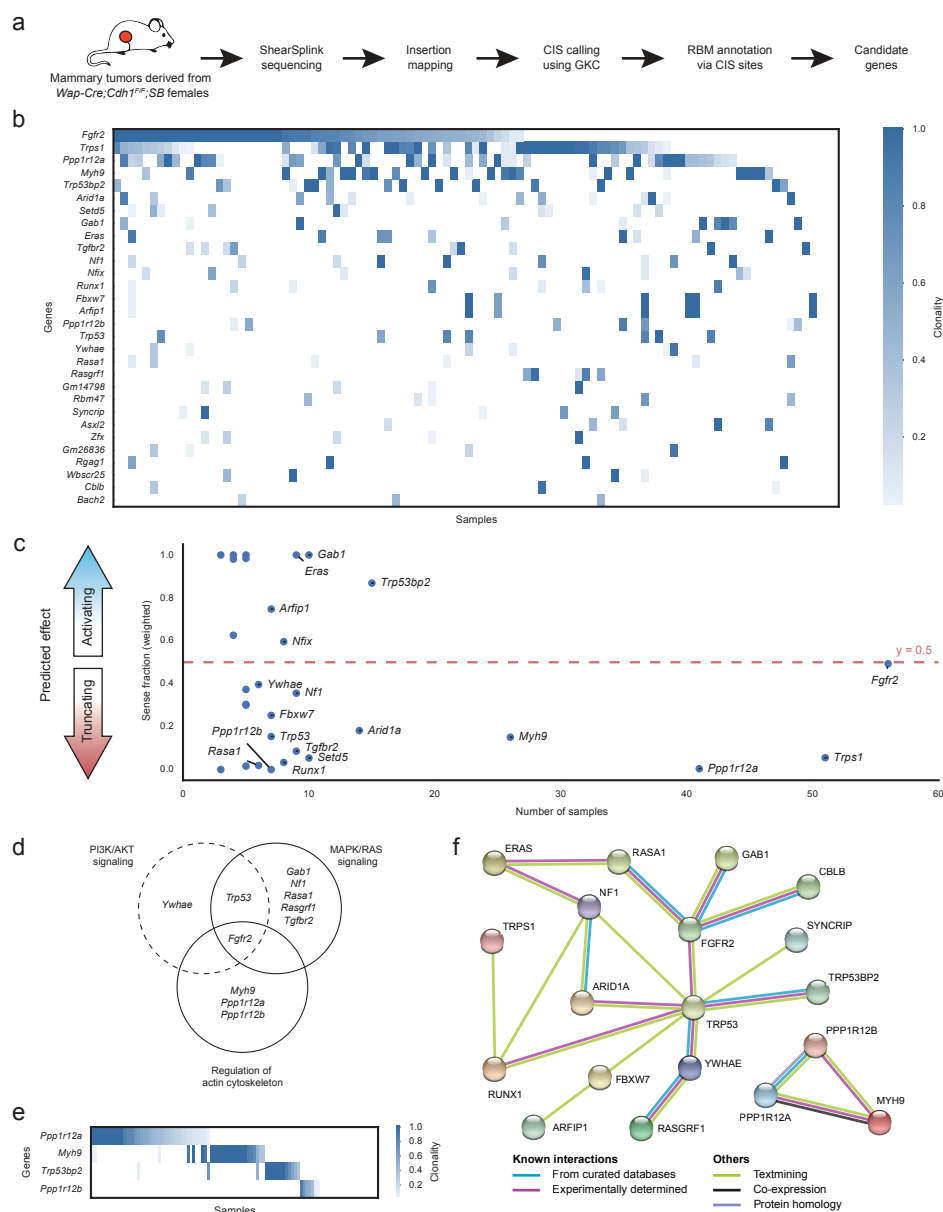 a
Mammary tumors derived from
Wap-Cre;Cdh1F/F;SB females
ShearSplink
sequencing
Insertion
mapping
CIS calling
using GKC
RBM annotation
via CIS sites
Candidate
genes
b
Genes
Fgfr2
Trps1
Ppp1r12a
Myh9
Trp53bp2
Arid1a
Setd5
Gab1
Eras
Tgfbr2
Nf1
Nfix
Runx1
Fbxw7
Arfip1
Ppp1r12b
Trp53
Ywhae
Rasa1
Rasgrf1
Gm14798
Rbm47
Syncrip
Asxl2
Zfx
Gm26836
Rgag1
Wbscr25
Cblb
Bach2
Samples
1.0
0.8
0.6
0.4
0.2
Clonality
c
Predicted effect
Activating
Truncating
Sense fraction (weighted)
1.0
0.8
0.6
0.4
0.2
0.0
Gab1
Eras
Trp53bp2
Arfip1
Nfix
y = 0.5
Fgfr2
Ywhae
Nf1
Fbxw7
Ppp1r12b
Trp53
Arid1a
Myh9
Rasa1
Tgfbr2
Setd5
Runx1
Ppp1r12a
Trps1
0 10 20 30 40 50 60
Number of samples
d
PI3K/AKT
signaling
MAPK/RAS
signaling
Ywhae
Trp53
Gab1
Nf1
Rasa1
Rasgrf1
Tgfbr2
Fgfr2
Myh9
Ppp1r12a
Ppp1r12b
Regulation of
actin cytoskeleton
e
Genes
Ppp1r12a
Myh9
Trp53bp2
Ppp1r12b
Samples
1.0
0.8
0.6
0.4
0.2
Clonality
f
ERAS
RASA1
GAB1
CBLB
NF1
TRPS1
FGFR2
SYNCRIP
ARID1A
TRP53BP2
TRP53
PPP1R12B
YWHAE
RUNX1
FBXW7
PPP1R12A
MYH9
ARFIP1
RASGRF1
Known interactions
From curated databases
Experimentally determined
Others
Textmining
Co-expression
Protein homology